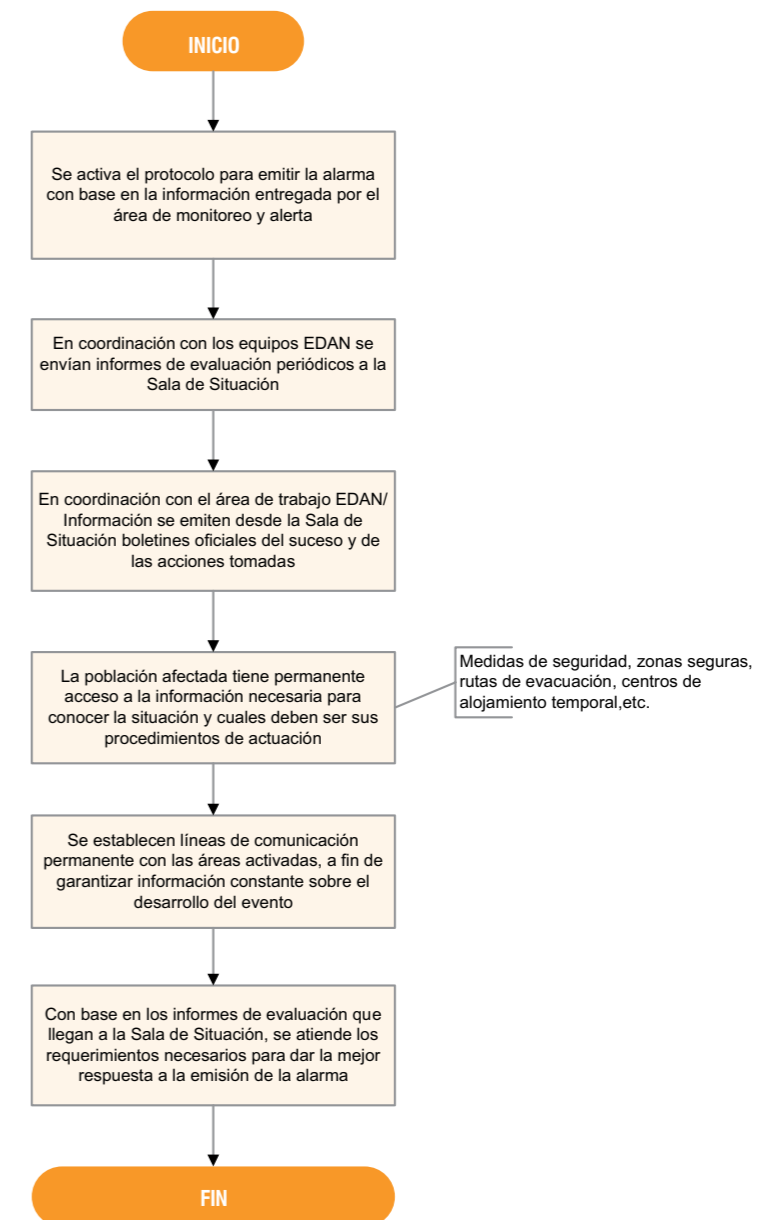 INICIO
Se activa el protocolo para emitir la alarma
con base en la información entregada por el
área de monitoreo y alerta
En coordinación con los equipos EDAN se
envían informes de evaluación periódicos a la
Sala de Situación
En coordinación con el área de trabajo EDAN/
Información se emiten desde la Sala de
Situación boletines oficiales del suceso y de
las acciones tomadas
La población afectada tiene permanente
acceso a la información necesaria para
conocer la situación y cuales deben ser sus
procedimientos de actuación
Medidas de seguridad, zonas seguras,
rutas de evacuación, centros de
alojamiento temporal,etc.
Se establecen líneas de comunicación
permanente con las áreas activadas, a fin de
garantizar información constante sobre el
desarrollo del evento
Con base en los informes de evaluación que
llegan a la Sala de Situación, se atiende los
requerimientos necesarios para dar la mejor
respuesta a la emisión de la alarma
FIN